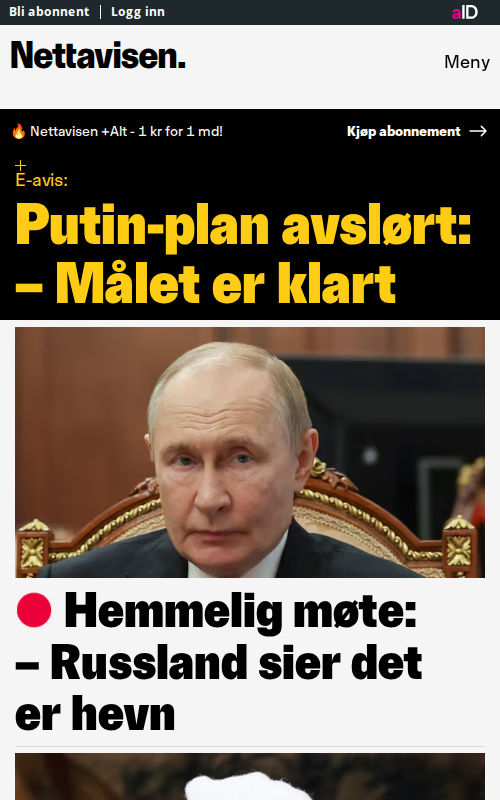 Bli abonnent | Logg inn
aID
Nettavisen.
Meny
🔥 Nettavisen +Alt - 1 kr for 1 md!
Kjøp abonnement →
+
E-avis:
Putin-plan avslørt:
– Målet er klart
Hemmelig møte:
– Russland sier det
er hevn